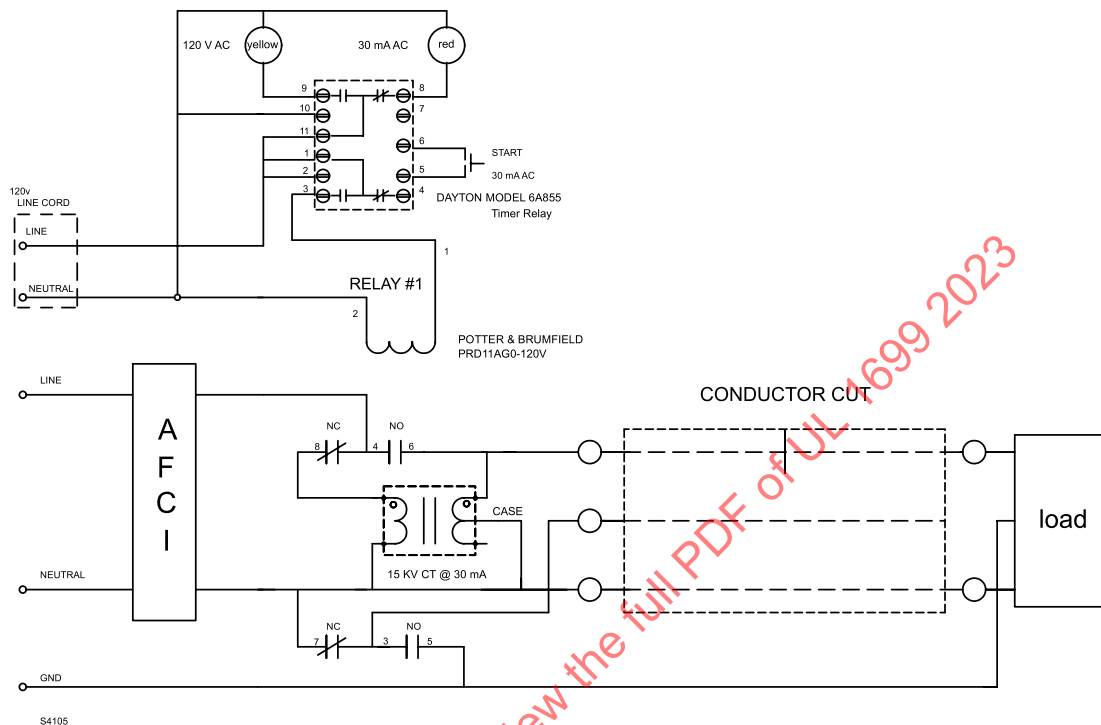 120 V AC
yellow
30 mA AC
red
9
8
10
7
11
6
1
START
2
5
30 mA AC
3
4
DAYTON MODEL 6A855
Timer Relay
120v
LINE CORD
LINE
1
RELAY #1
NEUTRAL
2
POTTER & BRUMFIELD
PRD11AG0-120V
LINE
CONDUCTOR CUT
AFCI
NC
NO
8
4
6
CASE
load
NEUTRAL
15 KV CT @ 30 mA
NC
NO
7
3
5
GND
S4105
iew the full PDF of UL 1699 2023